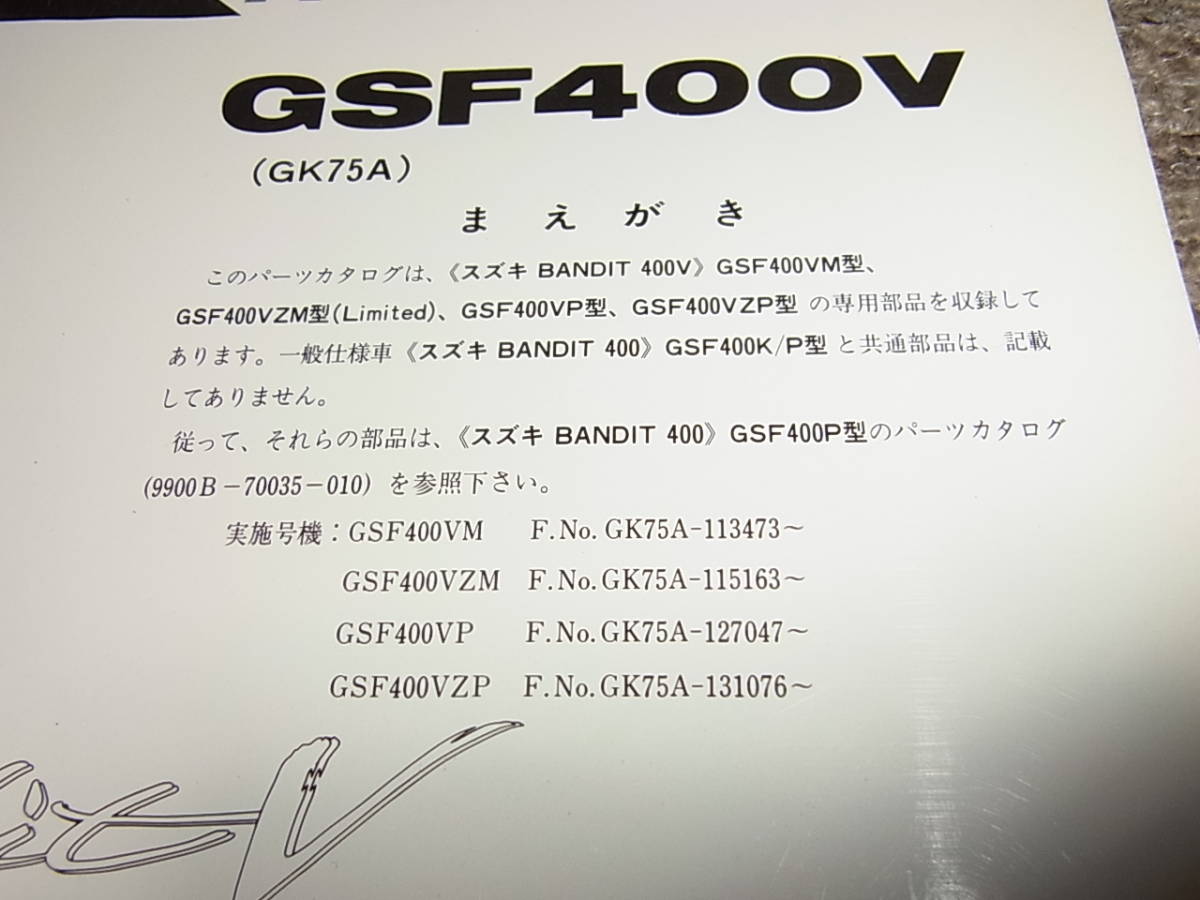 GSF400V
(GK75A)
まえがき
このパーツカタログは、《スズキ BANDIT 400V》GSF400VM型、
GSF400VZM型(Limited)、GSF400VP型、GSF400VZP型 の専用部品を収録して
あります。一般仕様車《スズキ BANDIT 400》GSF400K/P型 と共通部品は、記載
してありません。
従って、それらの部品は、《スズキ BANDIT 400》GSF400P型のパーツカタログ
(9900B-70035-010) を参照下さい。
実施号機：GSF400VM F.No.GK75A-113473～
GSF400VZM F.No.GK75A-115163～
GSF400VP F.No.GK75A-127047～
GSF400VZP F.No.GK75A-131076～
it V